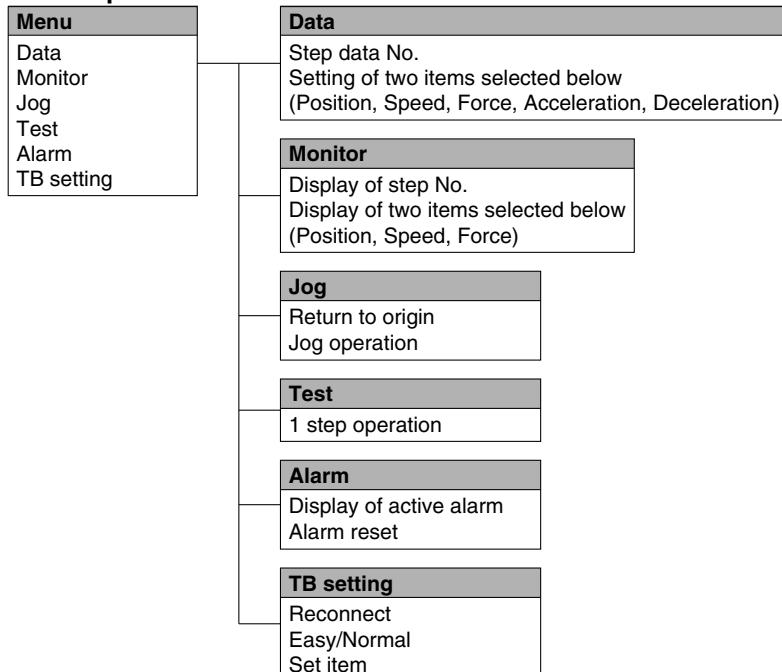 Menu
Data
Monitor
Jog
Test
Alarm
TB setting
Data
Step data No.
Setting of two items selected below
(Position, Speed, Force, Acceleration, Deceleration)
Monitor
Display of step No.
Display of two items selected below
(Position, Speed, Force)
Jog
Return to origin
Jog operation
Test
1 step operation
Alarm
Display of active alarm
Alarm reset
TB setting
Reconnect
Easy/Normal
Set item